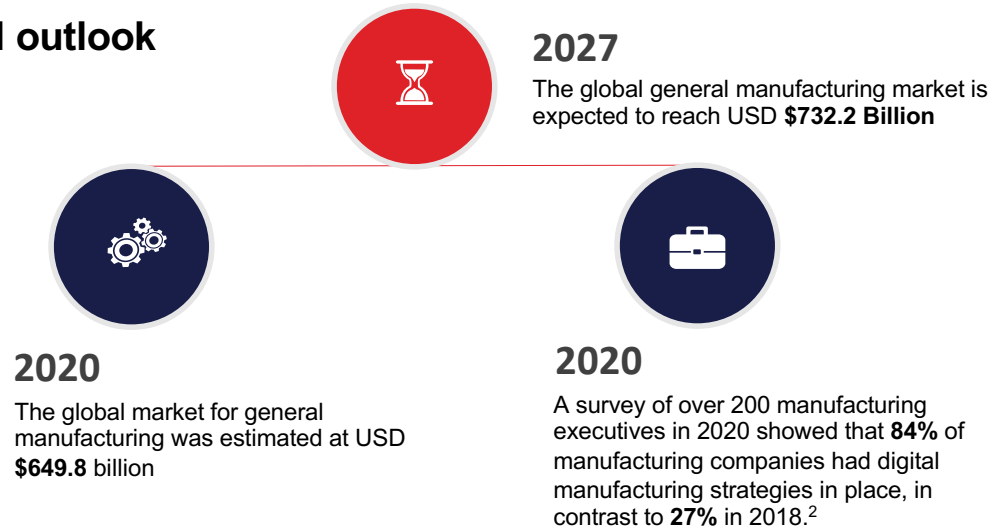 outlook
2027
The global general manufacturing market is
expected to reach USD $732.2 Billion
2020
The global market for general
manufacturing was estimated at USD
$649.8 billion
2020
A survey of over 200 manufacturing
executives in 2020 showed that 84% of
manufacturing companies had digital
manufacturing strategies in place, in
contrast to 27% in 2018.²